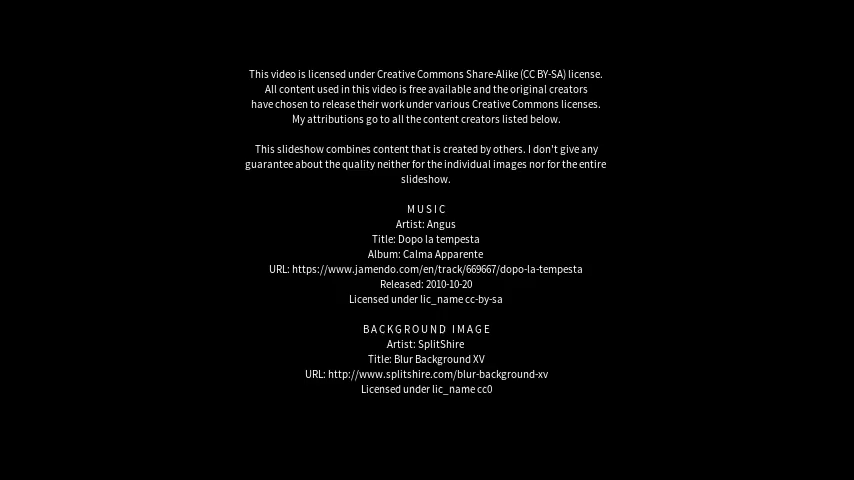 This video is licensed under Creative Commons Share-Alike (CC BY-SA) license.
All content used in this video is free available and the original creators
have chosen to release their work under various Creative Commons licenses.
My attributions go to all the content creators listed below.
This slideshow combines content that is created by others. I don't give any
guarantee about the quality neither for the individual images nor for the entire
slideshow.
MUSIC
Artist: Angus
Title: Dopo la tempesta
Album: Calma Apparente
URL: https://www.jamendo.com/en/track/669667/dopo-la-tempesta
Released: 2010-10-20
Licensed under lic_name cc-by-sa
BACKGROUND IMAGE
Artist: SplitShire
Title: Blur Background XV
URL: http://www.splitshire.com/blur-background-xv
Licensed under lic_name cc0